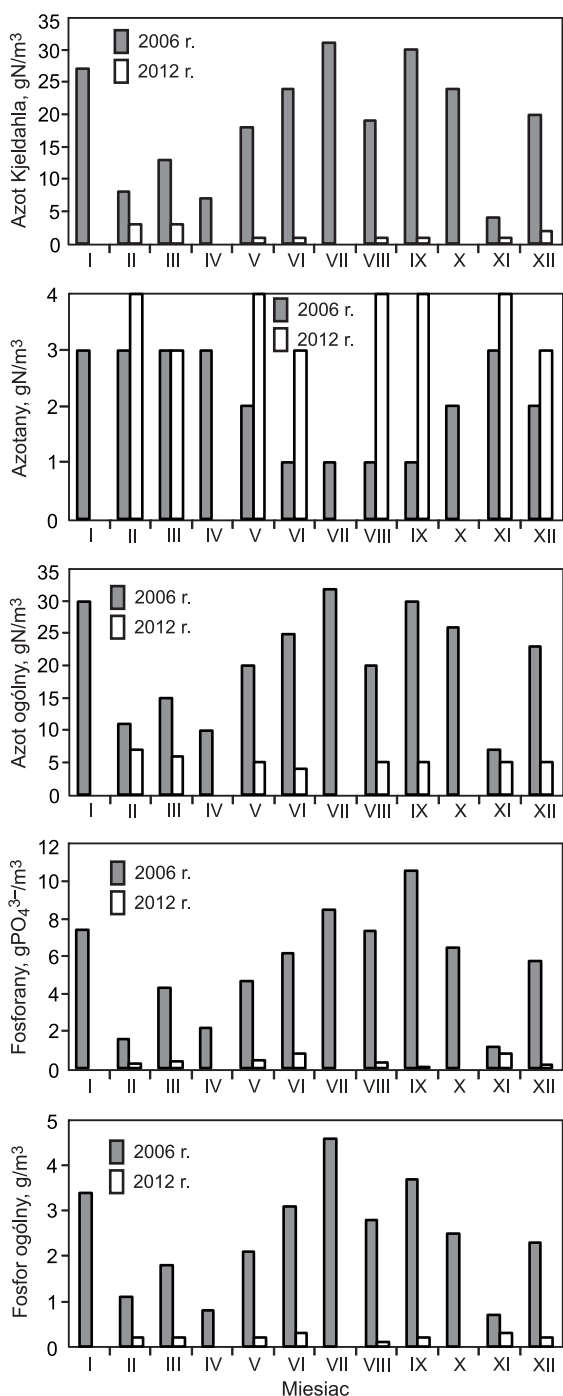 Azot Kjeldahla, gN/m³
35
30
25
20
15
10
5
0
2006 r.
2012 r.
I II III IV V VI VII VIII IX X XI XII
Azotany, gN/m³
4
3
2
1
0
2006 r.
2012 r.
I II III IV V VI VII VIII IX X XI XII
Azot ogólny, gN/m³
35
30
25
20
15
10
5
0
2006 r.
2012 r.
I II III IV V VI VII VIII IX X XI XII
Fosforany, gPO₄³⁻/m³
12
10
8
6
4
2
0
2006 r.
2012 r.
I II III IV V VI VII VIII IX X XI XII
Fosfor ogólny, g/m³
5
4
3
2
1
0
2006 r.
2012 r.
I II III IV V VI VII VIII IX X XI XII
Miesiac